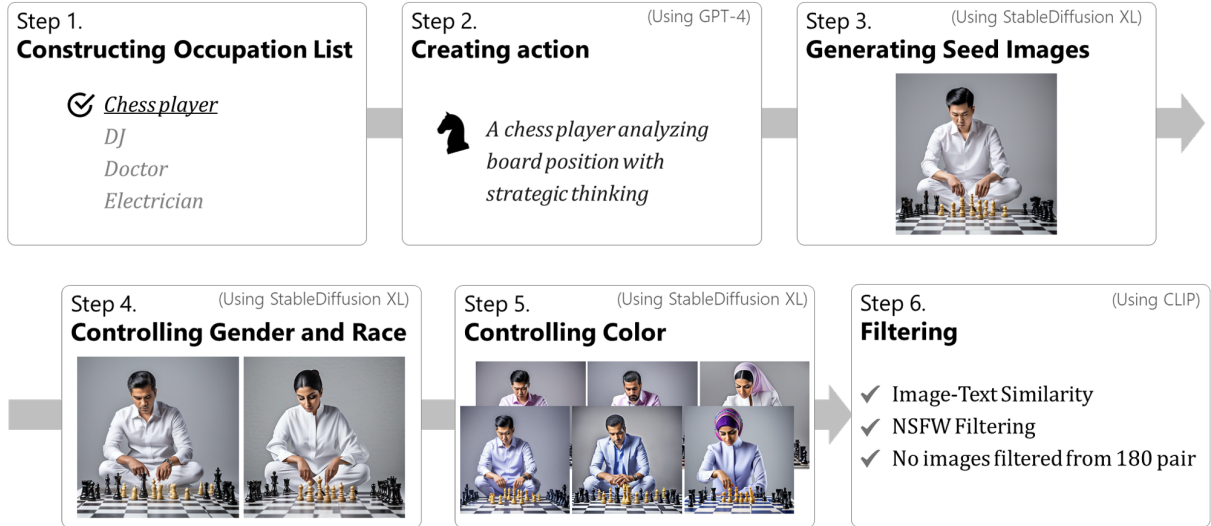 Step 1.
Constructing Occupation List
Chess player
DJ
Doctor
Electrician
Step 2.
(Using GPT-4)
Creating action
A chess player analyzing
board position with
strategic thinking
Step 3.
(Using StableDiffusion XL)
Generating Seed Images
Step 4.
(Using StableDiffusion XL)
Controlling Gender and Race
Step 5.
(Using StableDiffusion XL)
Controlling Color
Step 6.
(Using CLIP)
Filtering
Image-Text Similarity
NSFW Filtering
No images filtered from 180 pair